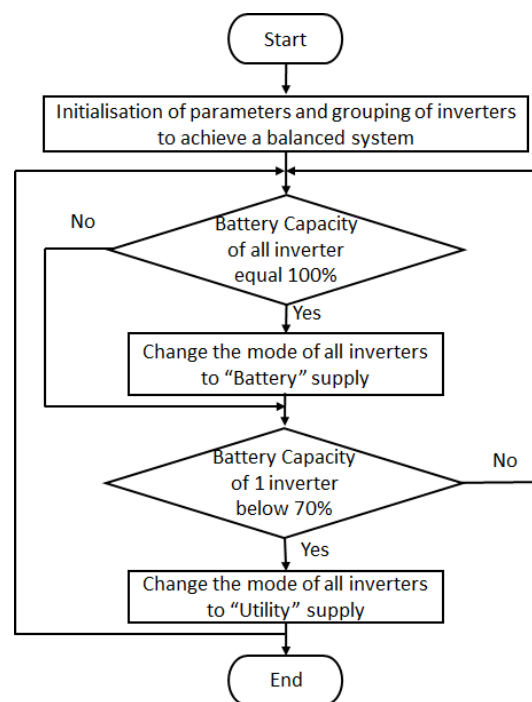 Start
Initialisation of parameters and grouping of inverters
to achieve a balanced system
No
Battery Capacity
of all inverter
equal 100%
Yes
Change the mode of all inverters
to “Battery” supply
Battery Capacity
of 1 inverter
below 70%
No
Yes
Change the mode of all inverters
to “Utility” supply
End